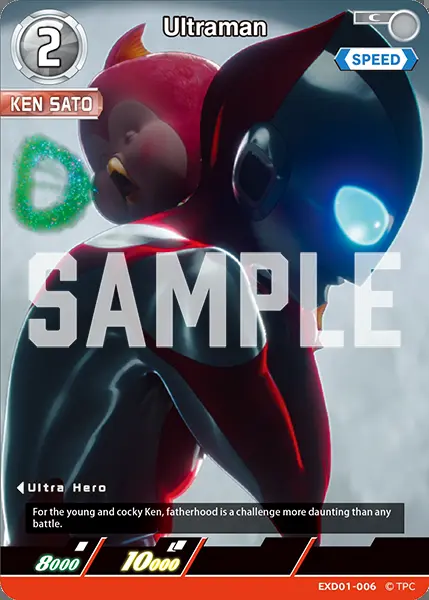 Ultraman
C
2
SPEED
KEN SATO
SAMPLE
Ultra Hero
For the young and cocky Ken, fatherhood is a challenge more daunting than any
battle.
8000
10000
EXD01-006 © TPC